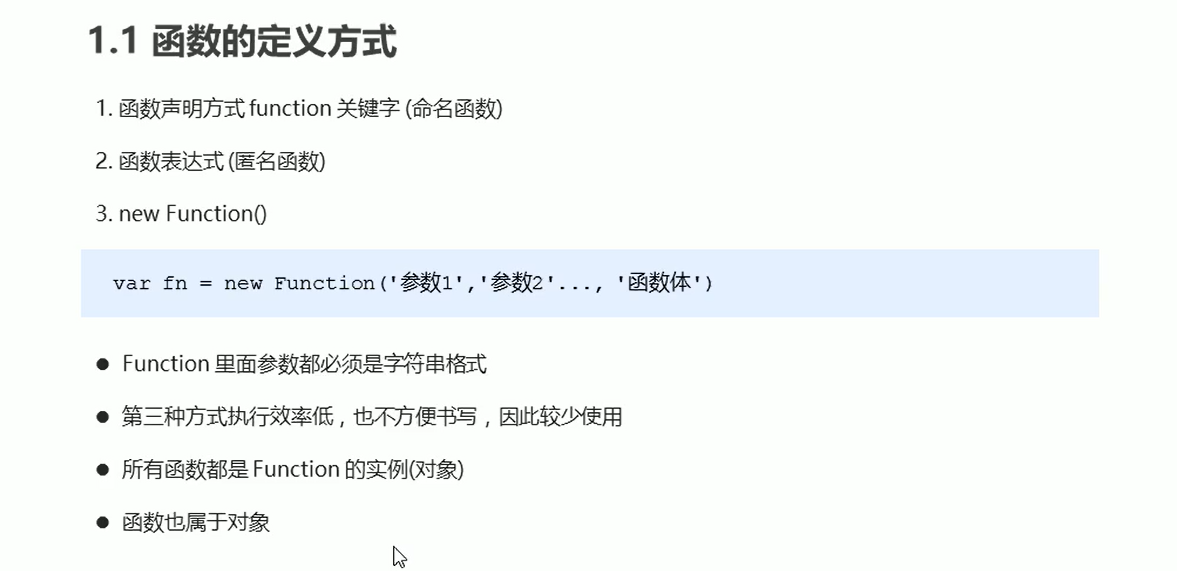 1.1 函数的定义方式
1. 函数声明方式 function 关键字 (命名函数)
2. 函数表达式 (匿名函数)
3. new Function()
var fn = new Function('参数1','参数2'..., '函数体')
● Function 里面参数都必须是字符串格式
● 第三种方式执行效率低，也不方便书写，因此较少使用
● 所有函数都是 Function 的实例(对象)
● 函数也属于对象